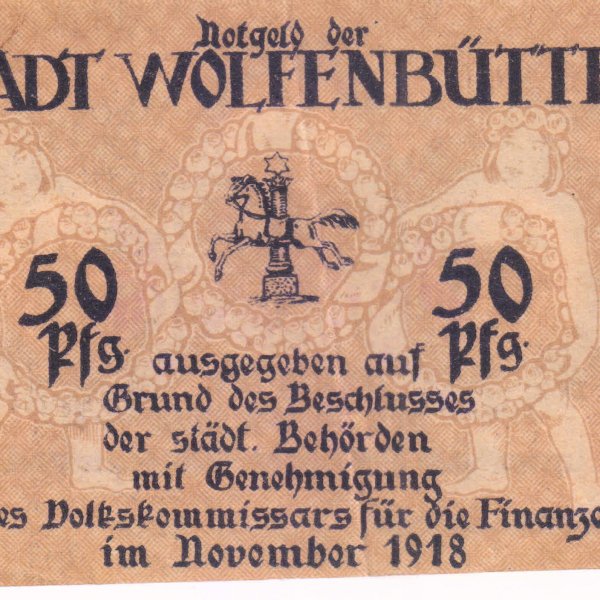 Notgeld der
ADT WOLFENBÜTTE
50 50
Pfg. ausgegeben auf Pfg.
Grund des Beschlusses
der städt. Behörden
mit Genehmigung
es Volkskommissars für die Finanze
im November 1918